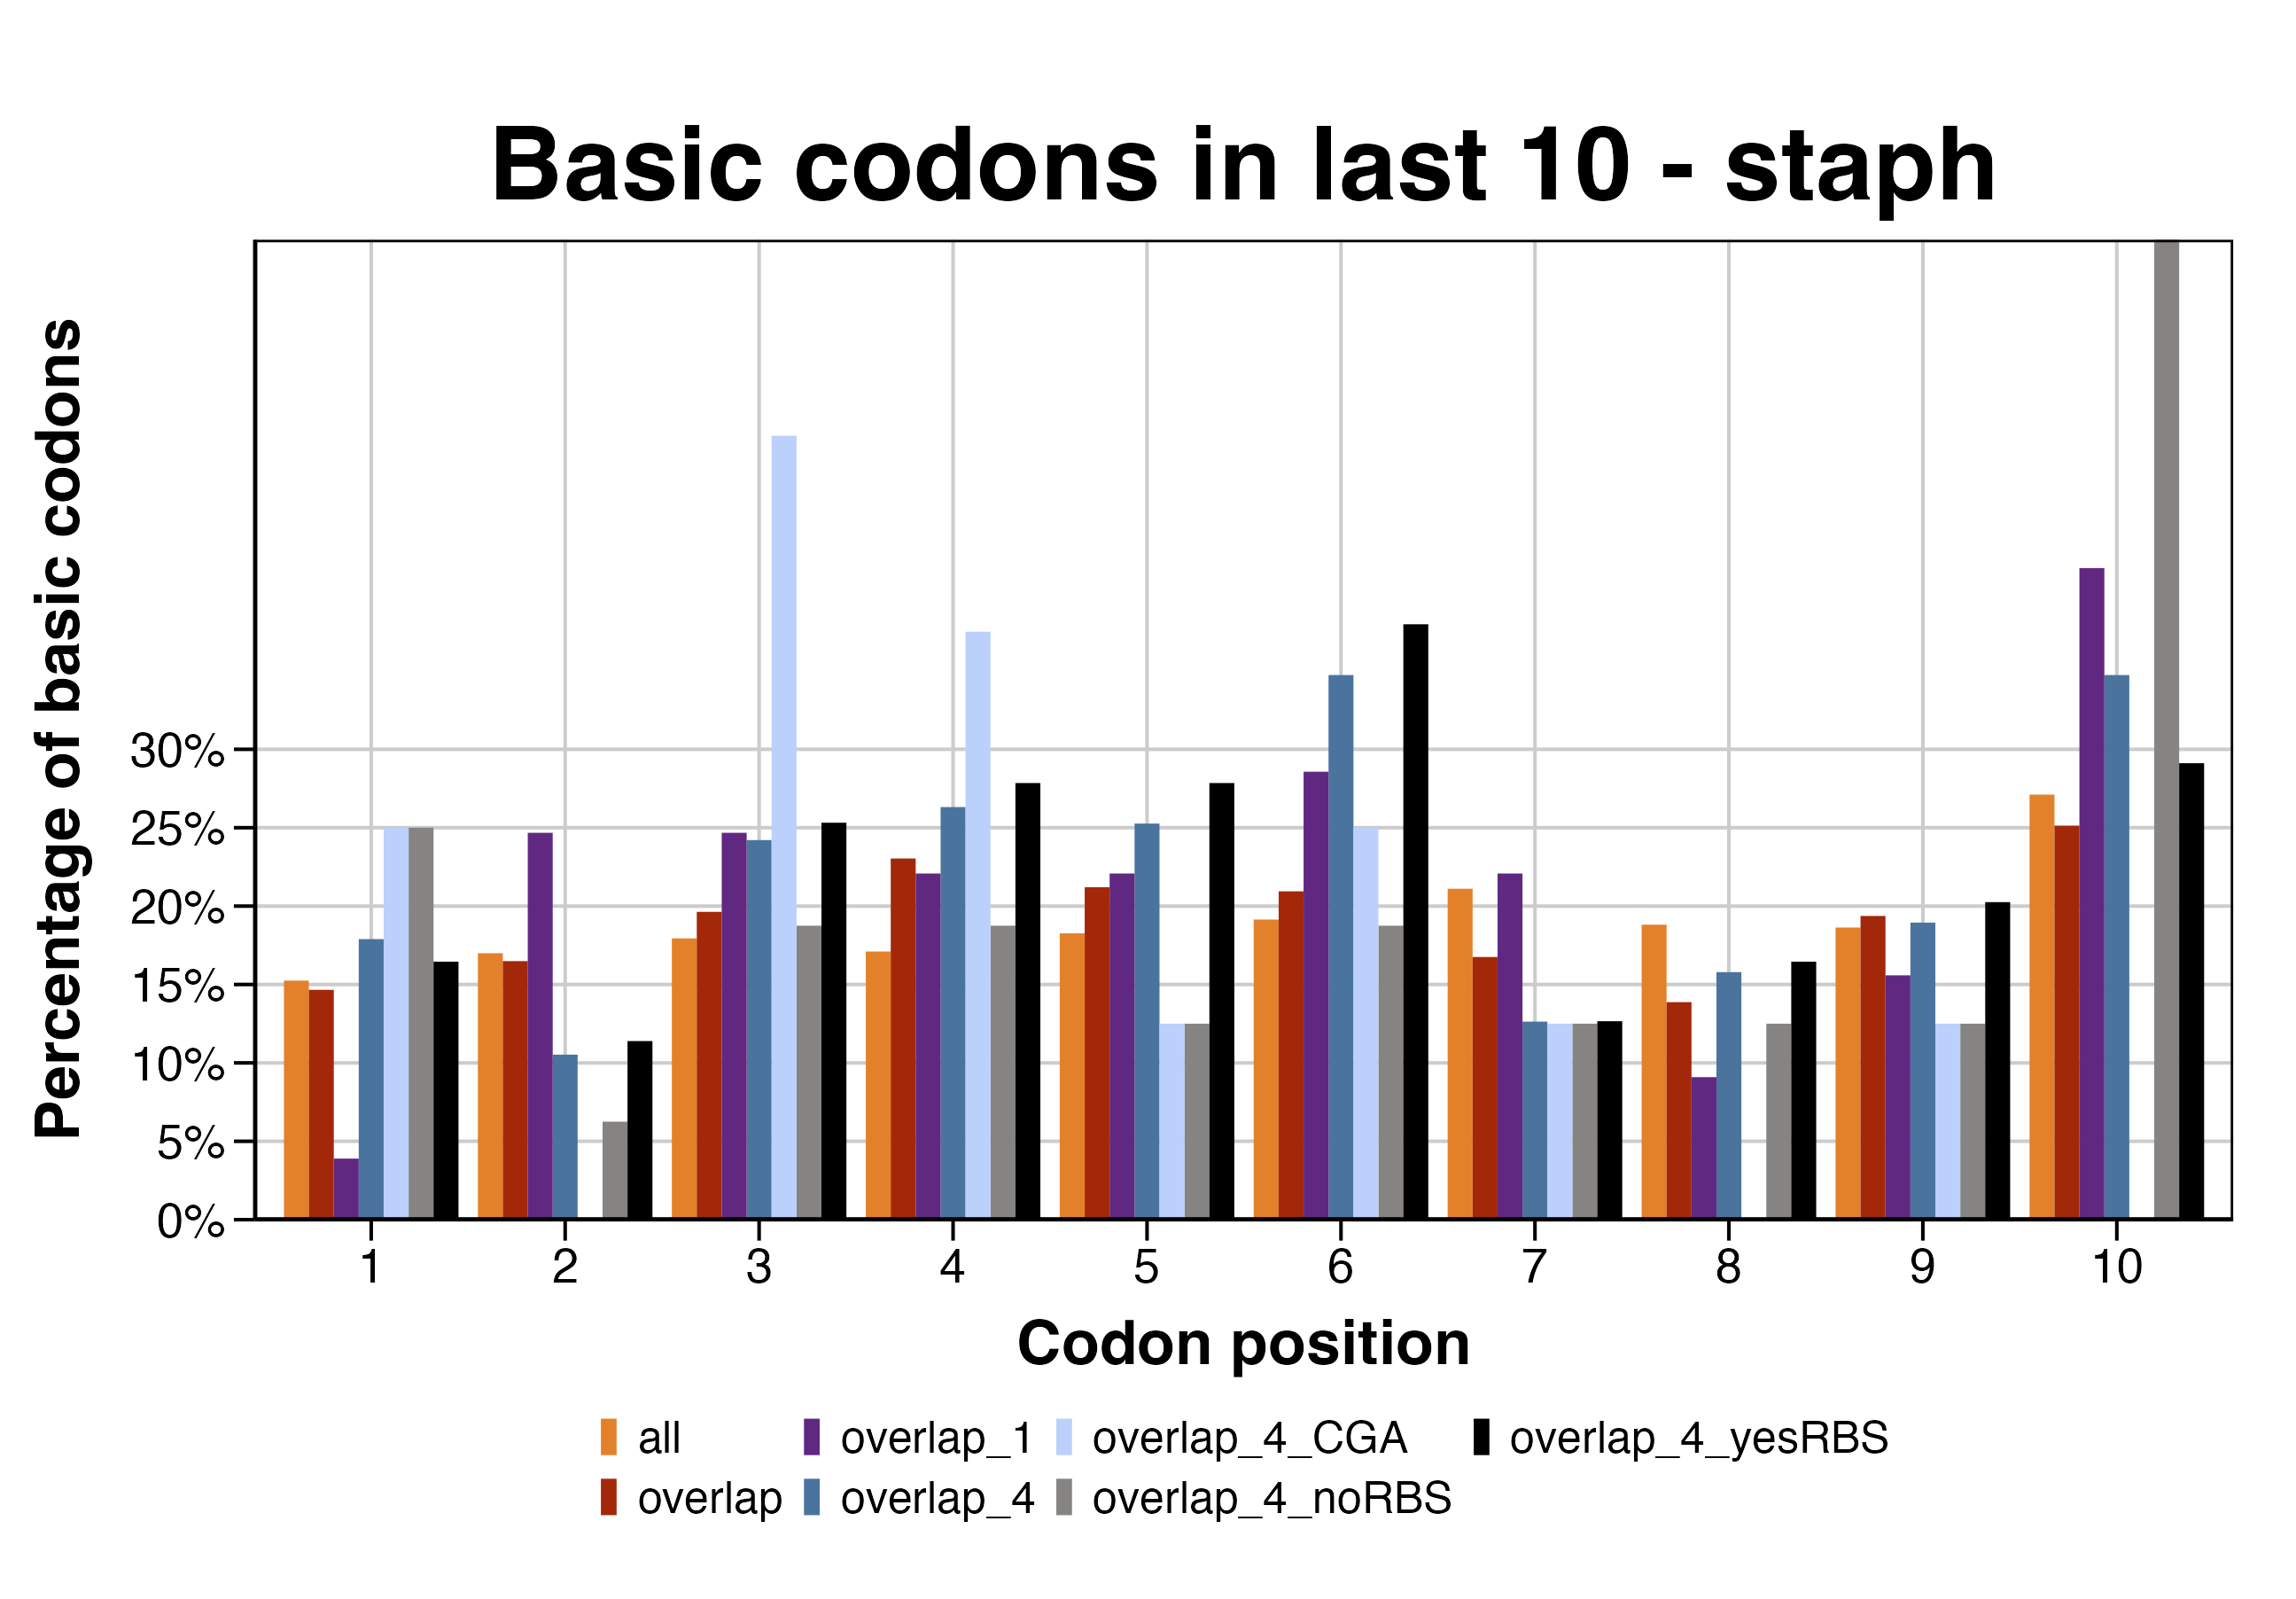 Basic codons in last 10 - staph
Percentage of basic codons
30%
25%
20%
15%
10%
5%
0%
1 2 3 4 5 6 7 8 9 10
Codon position
all overlap_1 overlap_4_CGA overlap_4_yesRBS
overlap overlap_4 overlap_4_noRBS